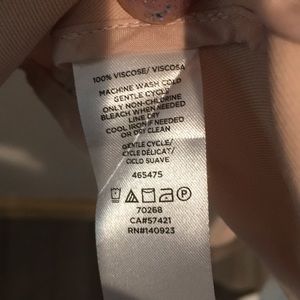 100% VISCOSE/ VISCOSA
MACHINE WASH COLD
GENTLE CYCLE
ONLY NON-CHLORINE
BLEACH WHEN NEEDED
LINE DRY
COOL IRON IF NEEDED
OR DRY CLEAN
GENTLE CYCLE/
CYCLE DÉLICAT/
CICLO SUAVE
465475
P
70268
CA#57421
RN#140923